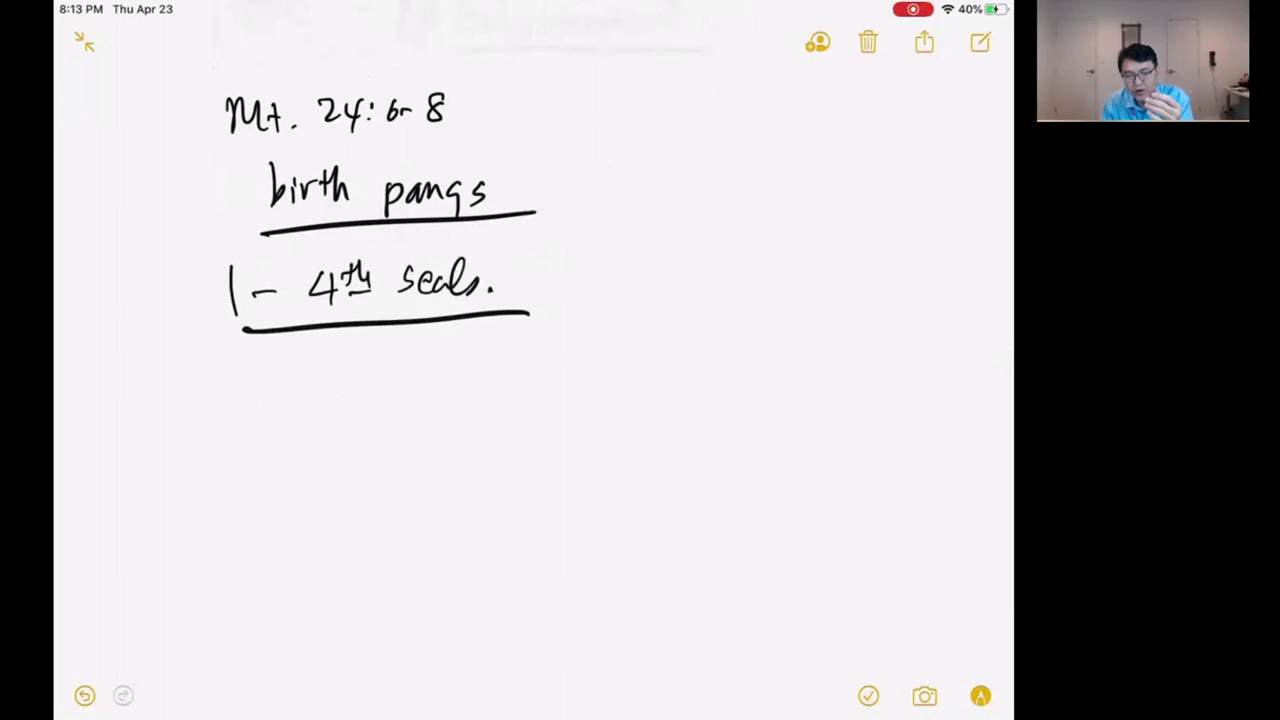 8:13 PM Thu Apr 23
40%
Mt. 24: 6-8
birth pangs
1 - 4th seals.